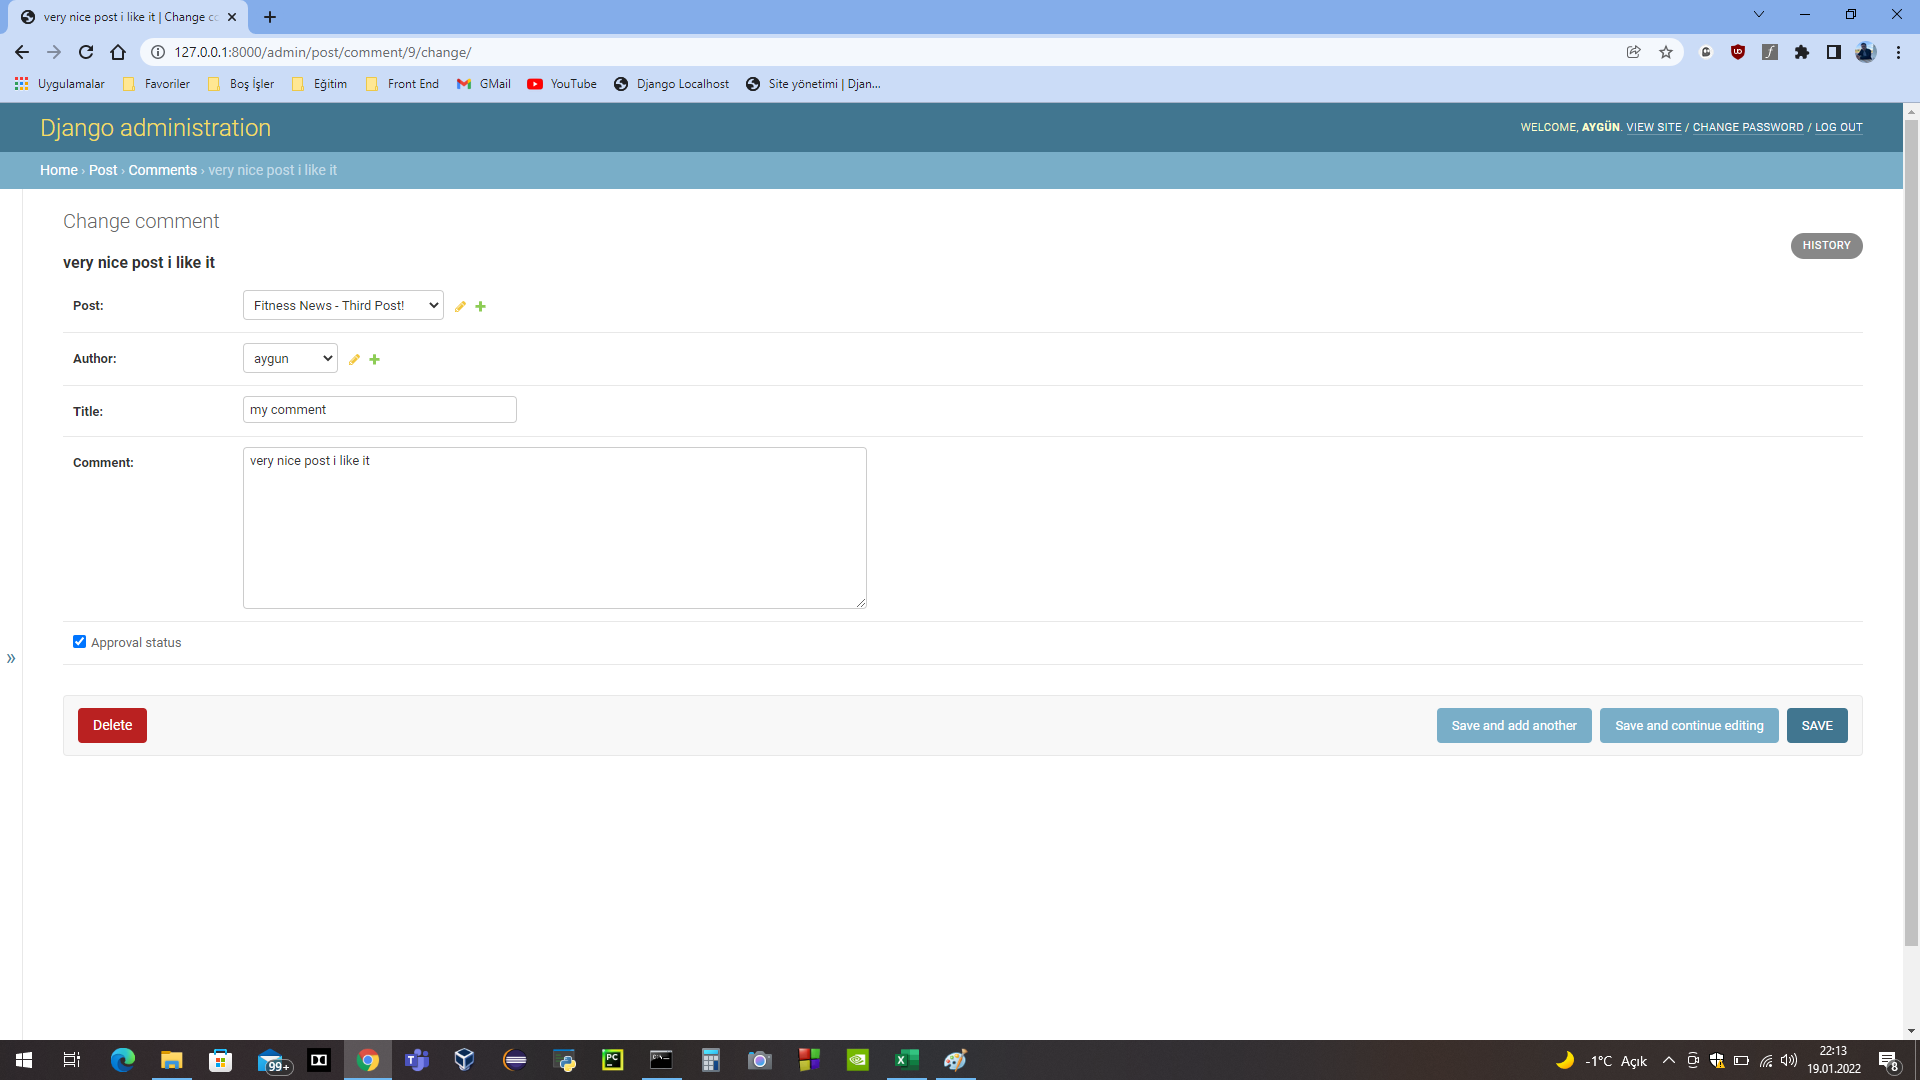 very nice post i like it | Change co
127.0.0.1:8000/admin/post/comment/9/change/
Uygulamalar Favoriler Boş İşler Eğitim Front End GMail YouTube Django Localhost Site yönetimi | Djan...
Django administration
WELCOME, AYGÜN. VIEW SITE / CHANGE PASSWORD / LOG OUT
Home › Post › Comments › very nice post i like it
Change comment
HISTORY
very nice post i like it
Post: Fitness News - Third Post!
Author: aygun
Title: my comment
Comment: very nice post i like it
Approval status
»
Delete Save and add another Save and continue editing SAVE
99+
-1°C Açık
22:13
19.01.2022
8